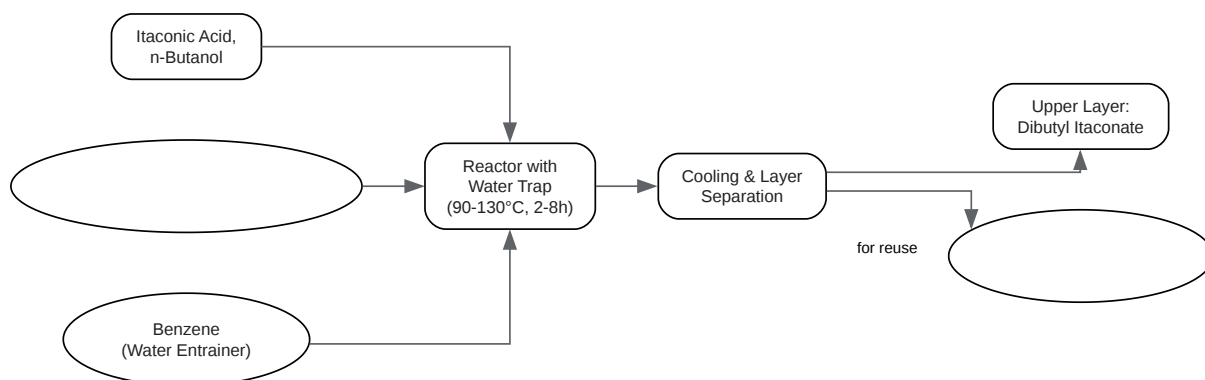 Itaconic Acid,
n-Butanol
Upper Layer:
Dibutyl Itaconate
Reactor with
Water Trap
(90-130°C, 2-8h)
Cooling & Layer
Separation
for reuse
Benzene
(Water Entrainer)